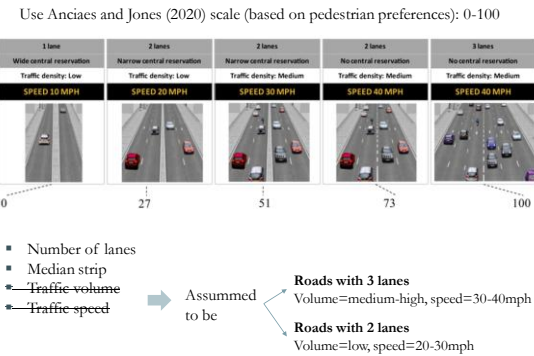 Use Anciaes and Jones (2020) scale (based on pedestrian preferences): 0-100
1 lane
Wide central reservation
Traffic density: Low
SPEED 10 MPH
2 lanes
Narrow central reservation
Traffic density: Low
SPEED 20 MPH
2 lanes
Narrow central reservation
Traffic density: Medium
SPEED 30 MPH
2 lanes
No central reservation
Traffic density: Medium
SPEED 40 MPH
3 lanes
No central reservation
Traffic density: Medium
SPEED 40 MPH
0 27 51 73 100
Number of lanes
Median strip
Traffic volume
Traffic speed
Assummed
to be
Roads with 3 lanes
Volume=medium-high, speed=30-40mph
Roads with 2 lanes
Volume=low, speed=20-30mph